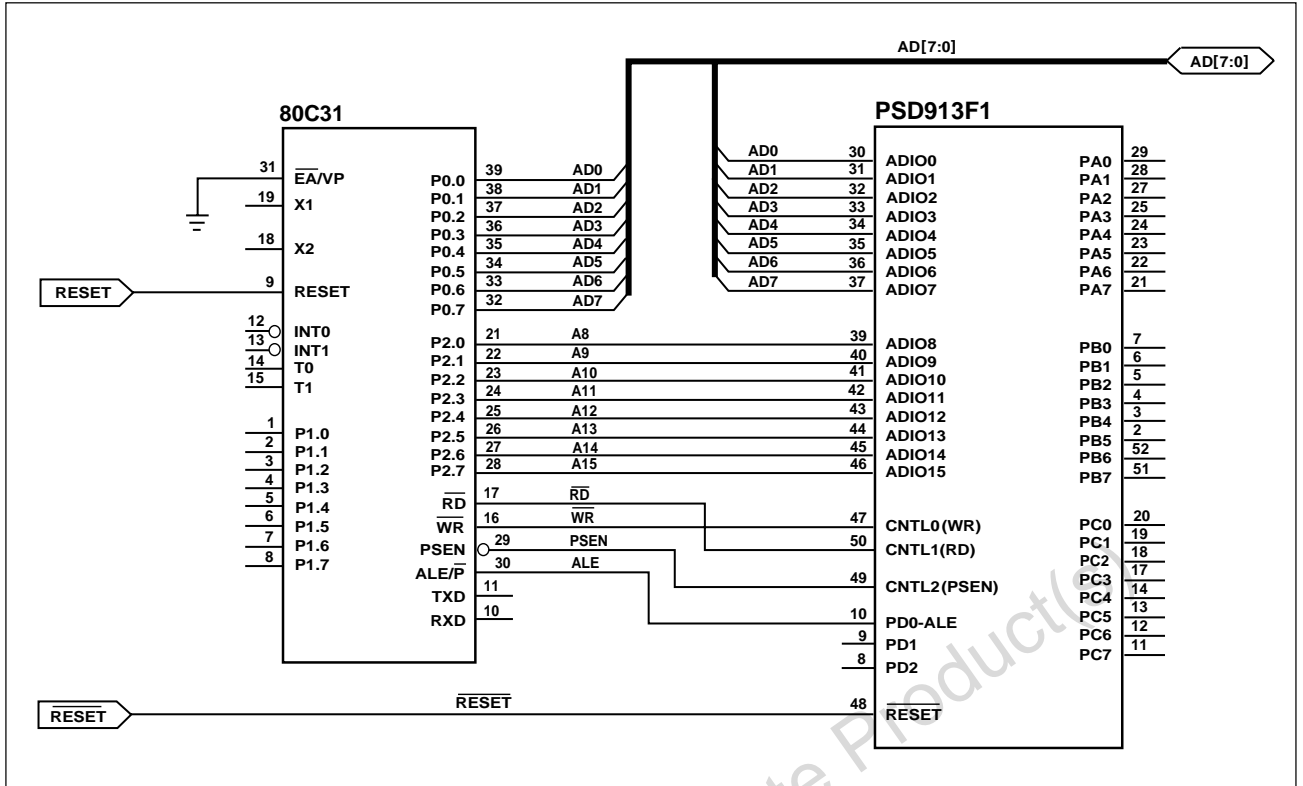 AD[7:0]
AD[7:0]
80C31
PSD913F1
31
EA/VP
19
X1
18
X2
RESET
9
RESET
12
INT0
13
INT1
14
T0
15
T1
1
P1.0
2
P1.1
3
P1.2
4
P1.3
5
P1.4
6
P1.5
7
P1.6
8
P1.7
P0.0 39 AD0
P0.1 38 AD1
P0.2 37 AD2
P0.3 36 AD3
P0.4 35 AD4
P0.5 34 AD5
P0.6 33 AD6
P0.7 32 AD7
P2.0 21 A8
P2.1 22 A9
P2.2 23 A10
P2.3 24 A11
P2.4 25 A12
P2.5 26 A13
P2.6 27 A14
P2.7 28 A15
RD 17 RD
WR 16 WR
PSEN 29 PSEN
ALE/P 30 ALE
TXD 11
RXD 10
AD0 30 ADIO0
AD1 31 ADIO1
AD2 32 ADIO2
AD3 33 ADIO3
AD4 34 ADIO4
AD5 35 ADIO5
AD6 36 ADIO6
AD7 37 ADIO7
39 ADIO8
40 ADIO9
41 ADIO10
42 ADIO11
43 ADIO12
44 ADIO13
45 ADIO14
46 ADIO15
47 CNTL0(WR)
50 CNTL1(RD)
49 CNTL2(PSEN)
10 PD0-ALE
9 PD1
8 PD2
48 RESET
PA0 29
PA1 28
PA2 27
PA3 25
PA4 24
PA5 23
PA6 22
PA7 21
PB0 7
PB1 6
PB2 5
PB3 4
PB4 3
PB5 2
PB6 52
PB7 51
PC0 20
PC1 19
PC2 18
PC3 17
PC4 14
PC5 13
PC6 12
PC7 11
RESET
RESET
Product(s)